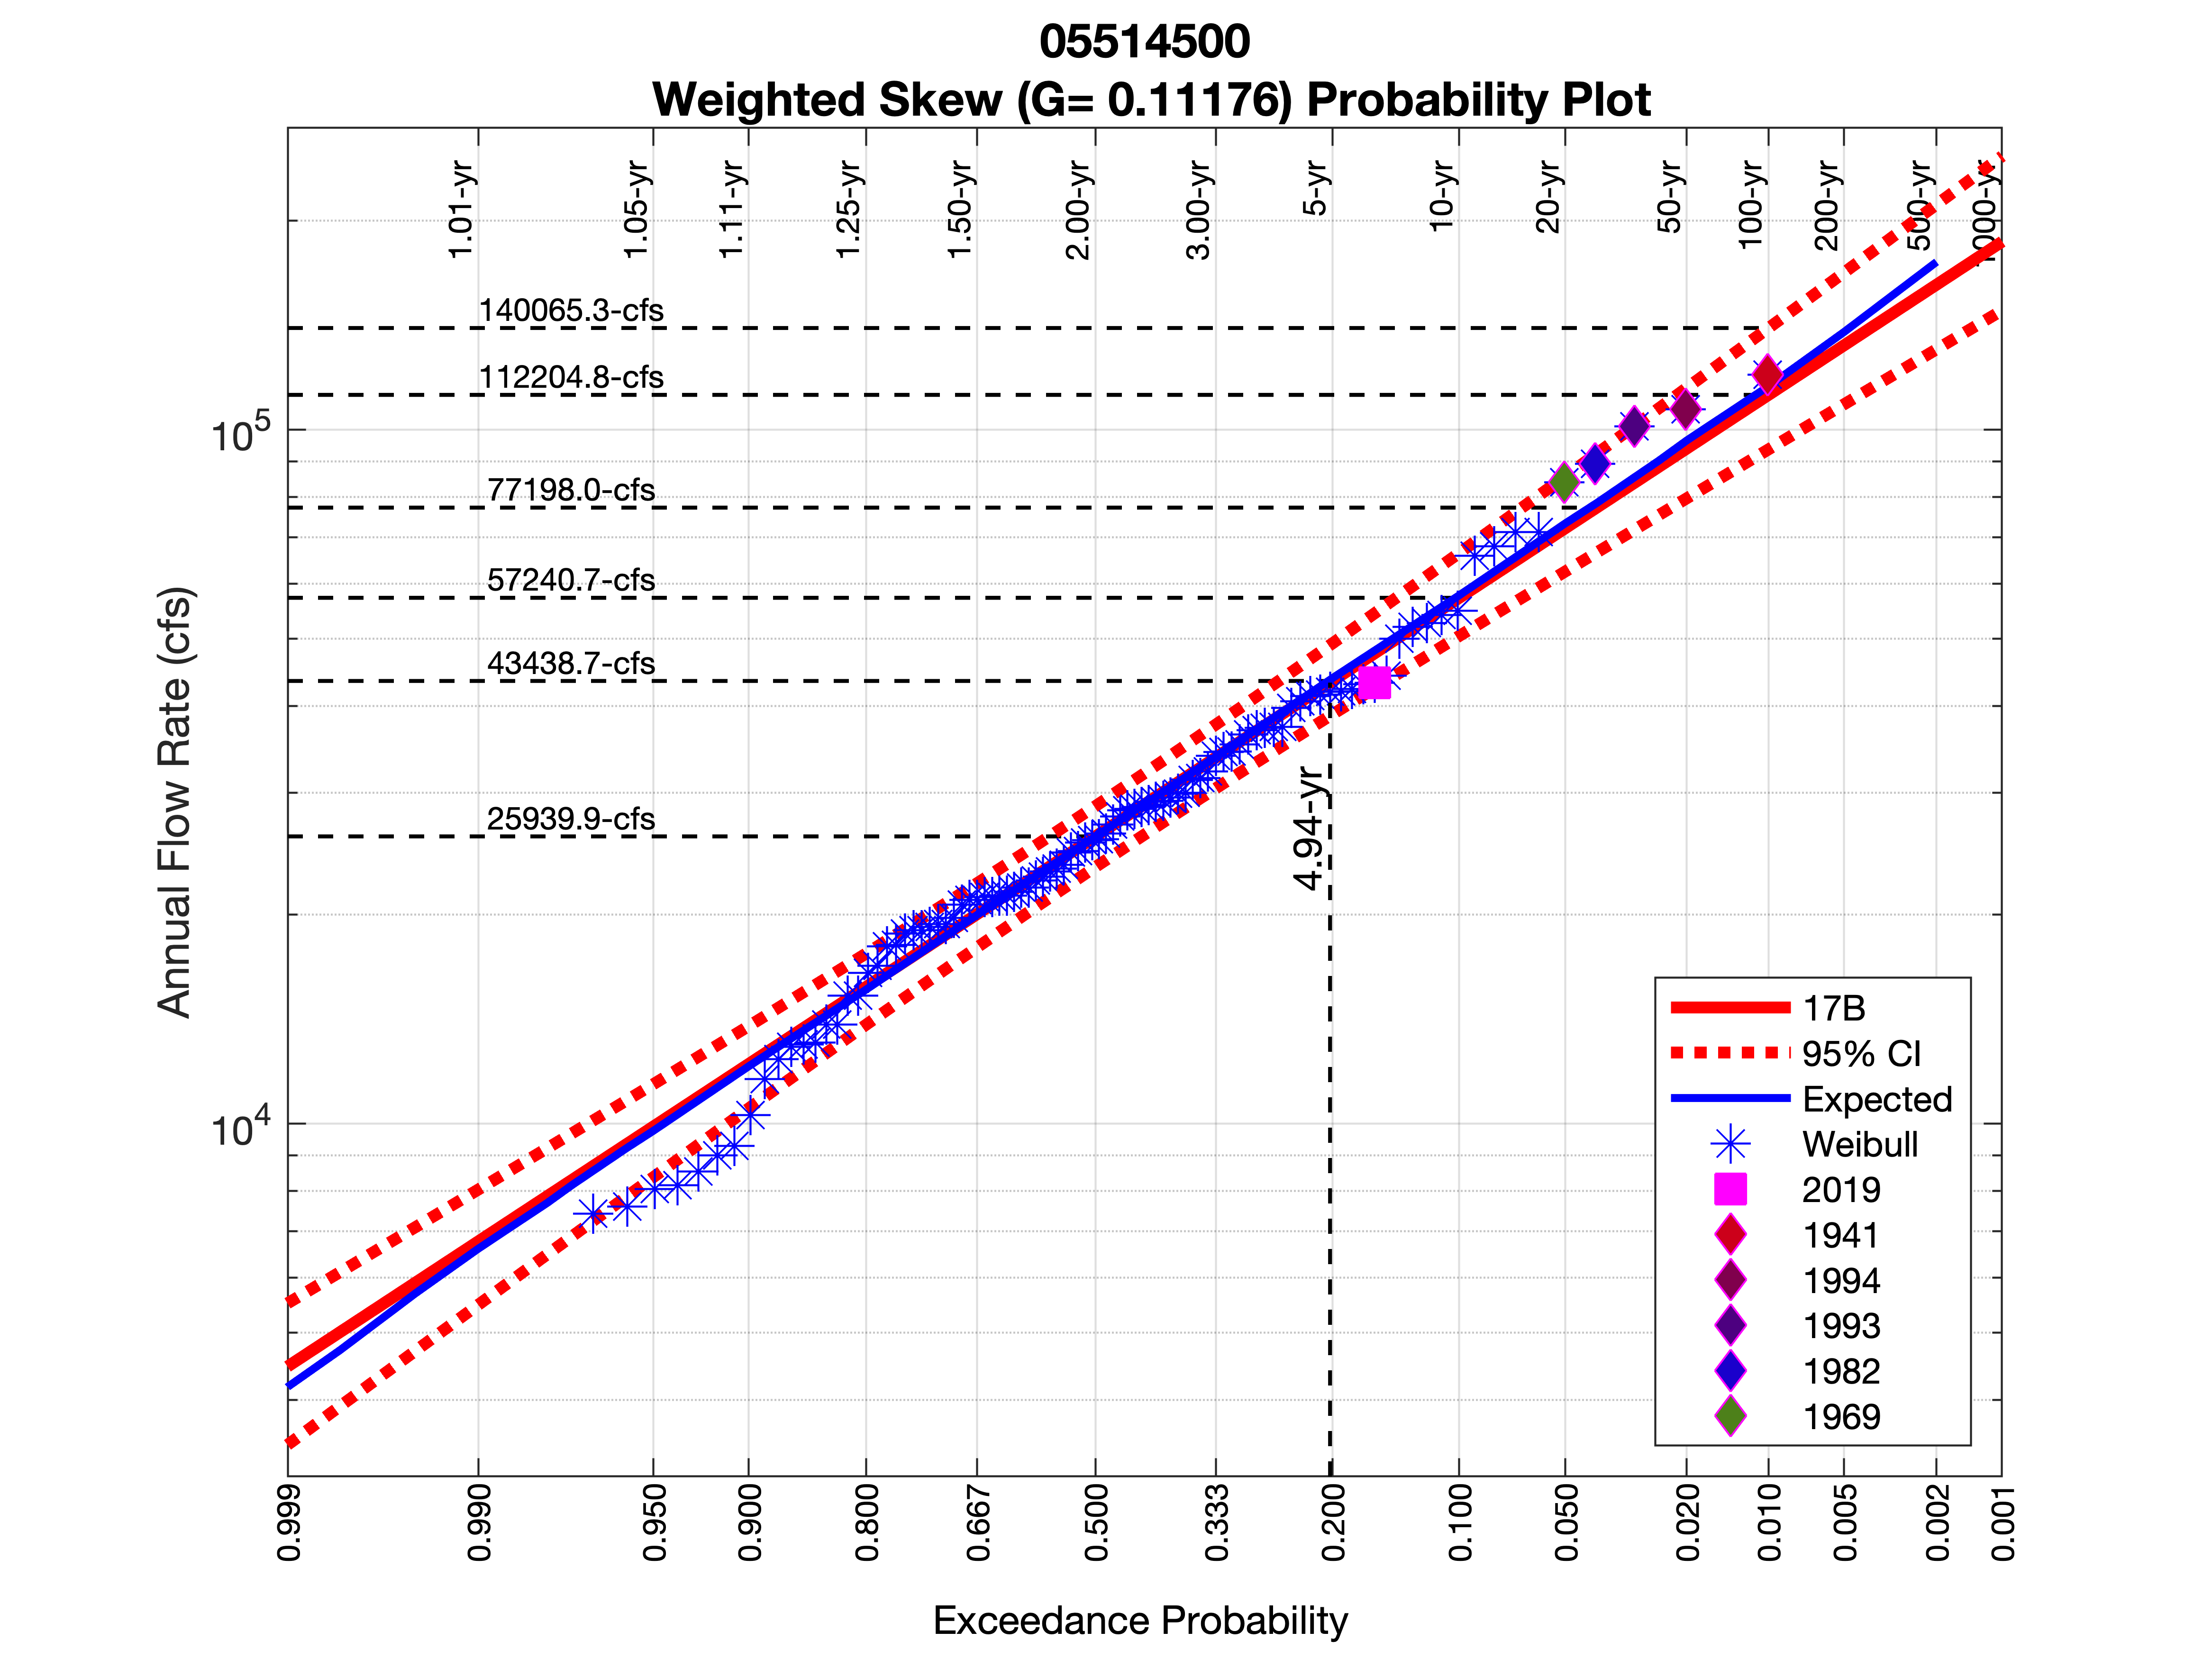 05514500
Weighted Skew (G= 0.11176) Probability Plot
1.01-yr
1.05-yr
1.11-yr
1.25-yr
1.50-yr
2.00-yr
3.00-yr
5-yr
10-yr
20-yr
50-yr
100-yr
200-yr
500-yr
000-yr
140065.3-cfs
112204.8-cfs
77198.0-cfs
57240.7-cfs
43438.7-cfs
25939.9-cfs
4.94-yr
10^5
10^4
Annual Flow Rate (cfs)
17B
95% CI
Expected
Weibull
2019
1941
1994
1993
1982
1969
0.999
0.990
0.950
0.900
0.800
0.667
0.500
0.333
0.200
0.100
0.050
0.020
0.010
0.005
0.002
0.001
Exceedance Probability